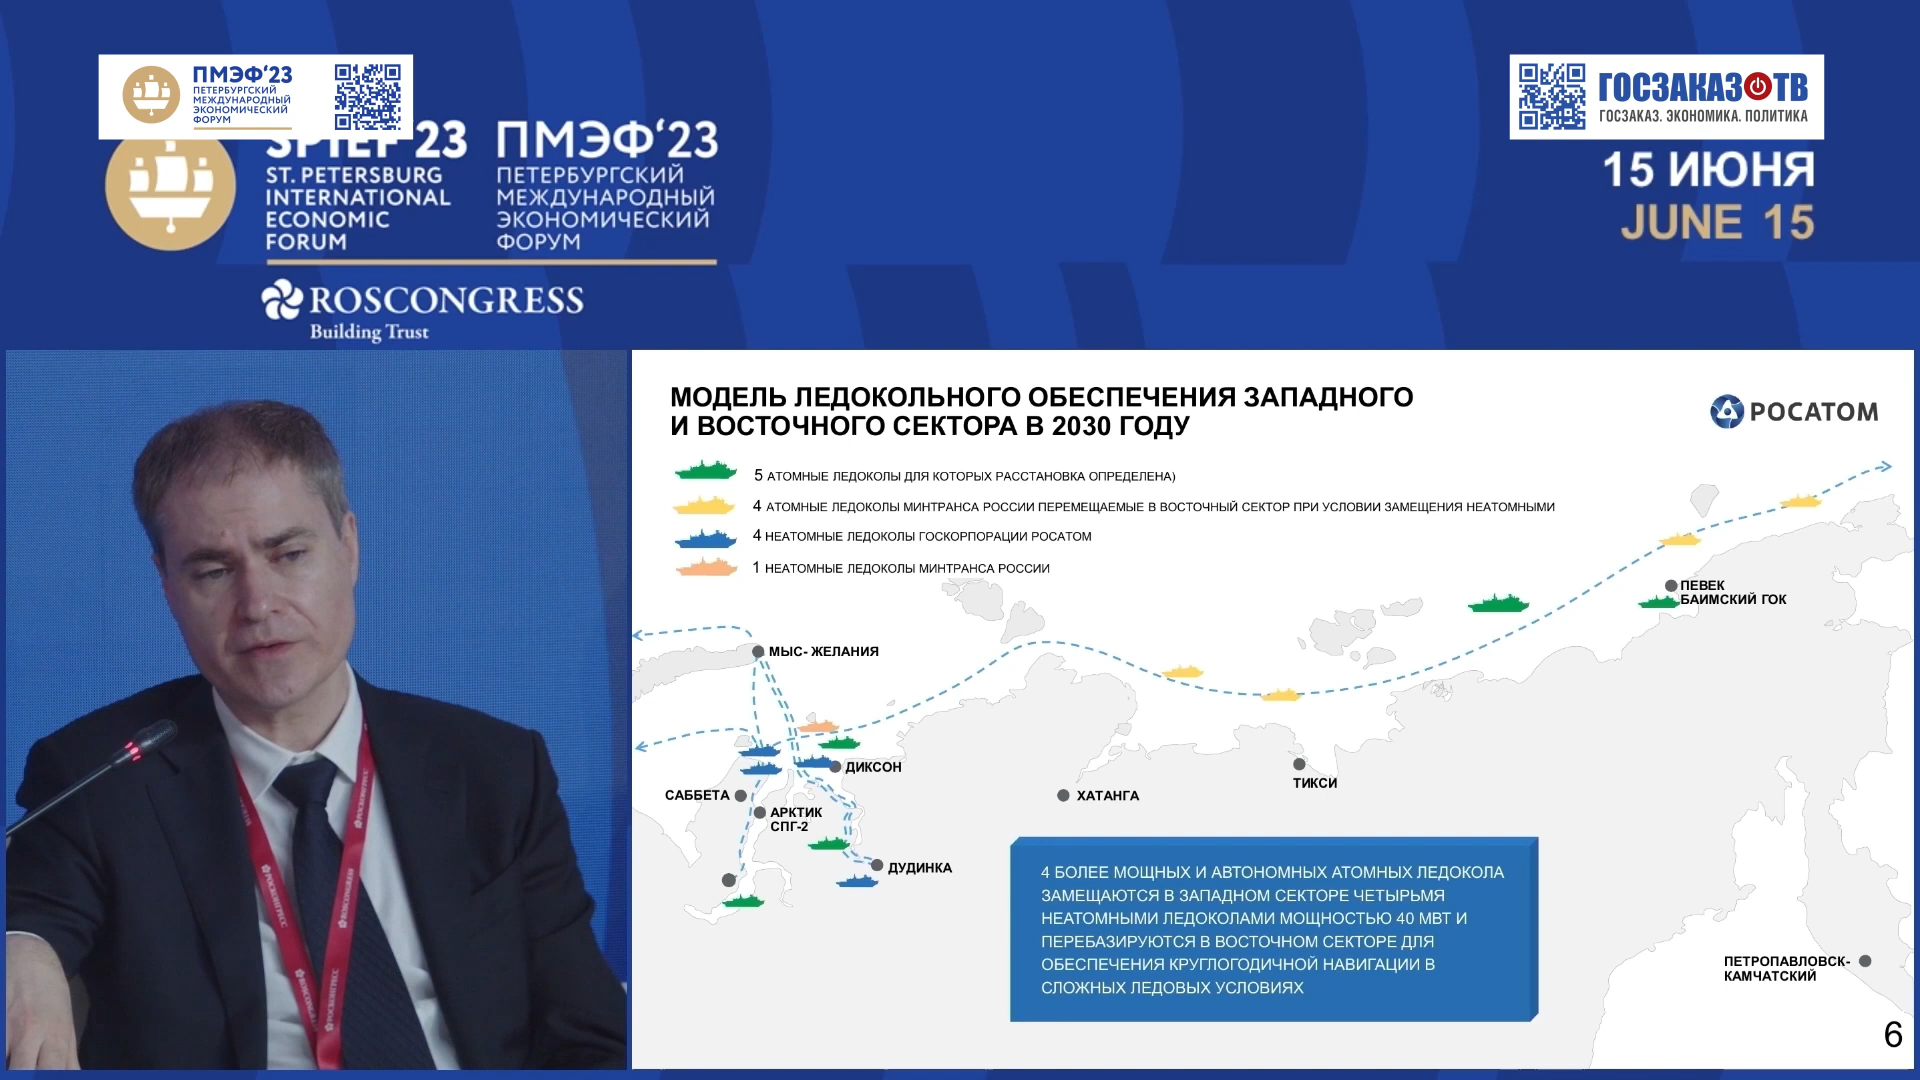 ПМЭФ‘23
ПЕТЕРБУРГСКИЙ
МЕЖДУНАРОДНЫЙ
ЭКОНОМИЧЕСКИЙ
ФОРУМ
SPIEF‘23
ST. PETERSBURG
INTERNATIONAL
ECONOMIC
FORUM
ПМЭФ‘23
ПЕТЕРБУРГСКИЙ
МЕЖДУНАРОДНЫЙ
ЭКОНОМИЧЕСКИЙ
ФОРУМ
ROSCONGRESS
Building Trust
ГОСЗАКАЗ ТВ
ГОСЗАКАЗ. ЭКОНОМИКА. ПОЛИТИКА
15 ИЮНЯ
JUNE 15
МОДЕЛЬ ЛЕДОКОЛЬНОГО ОБЕСПЕЧЕНИЯ ЗАПАДНОГО
И ВОСТОЧНОГО СЕКТОРА В 2030 ГОДУ
РОСАТОМ
5 АТОМНЫЕ ЛЕДОКОЛЫ ДЛЯ КОТОРЫХ РАССТАНОВКА ОПРЕДЕЛЕНА)
4 АТОМНЫЕ ЛЕДОКОЛЫ МИНТРАНСА РОССИИ ПЕРЕМЕЩАЕМЫЕ В ВОСТОЧНЫЙ СЕКТОР ПРИ УСЛОВИИ ЗАМЕЩЕНИЯ НЕАТОМНЫМИ
4 НЕАТОМНЫЕ ЛЕДОКОЛЫ ГОСКОРПОРАЦИИ РОСАТОМ
1 НЕАТОМНЫЕ ЛЕДОКОЛЫ МИНТРАНСА РОССИИ
ПЕВЕК
БАИМСКИЙ ГОК
МЫС- ЖЕЛАНИЯ
ДИКСОН
САББЕТА
АРКТИК
СПГ-2
ХАТАНГА
ТИКСИ
ДУДИНКА
4 БОЛЕЕ МОЩНЫХ И АВТОНОМНЫХ АТОМНЫХ ЛЕДОКОЛА
ЗАМЕЩАЮТСЯ В ЗАПАДНОМ СЕКТОРЕ ЧЕТЫРЬМЯ
НЕАТОМНЫМИ ЛЕДОКОЛАМИ МОЩНОСТЬЮ 40 МВТ И
ПЕРЕБАЗИРУЮТСЯ В ВОСТОЧНОМ СЕКТОРЕ ДЛЯ
ОБЕСПЕЧЕНИЯ КРУГЛОГОДИЧНОЙ НАВИГАЦИИ В
СЛОЖНЫХ ЛЕДОВЫХ УСЛОВИЯХ
ПЕТРОПАВЛОВСК-
КАМЧАТСКИЙ
6
РОСКОНГРЕСС
ROSCONGRESS
РОСКОНГРЕСС
ROSCONGRESS